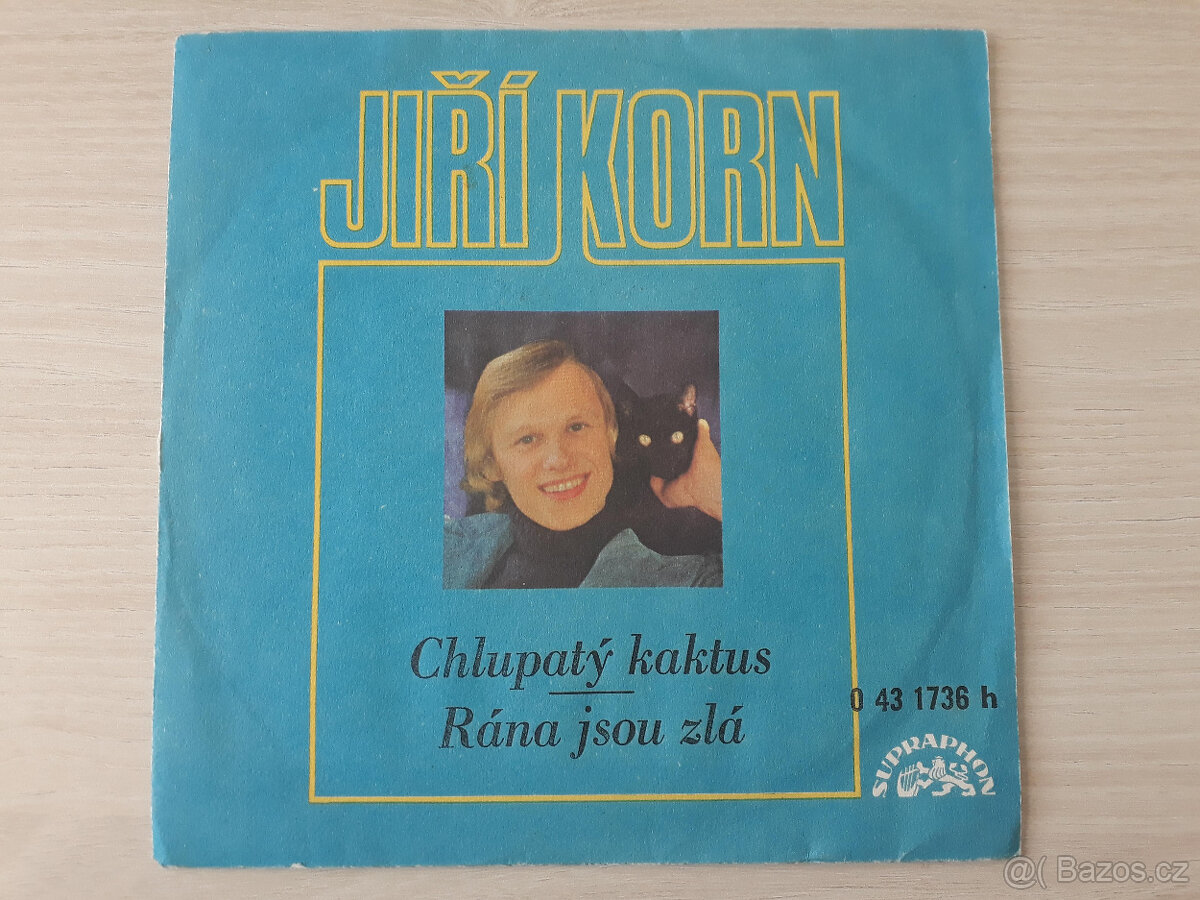 JIŘÍ KORN
Chlupatý kaktus
Rána jsou zlá
0 43 1736 h
SUPRAPHON
@( Bazos.cz